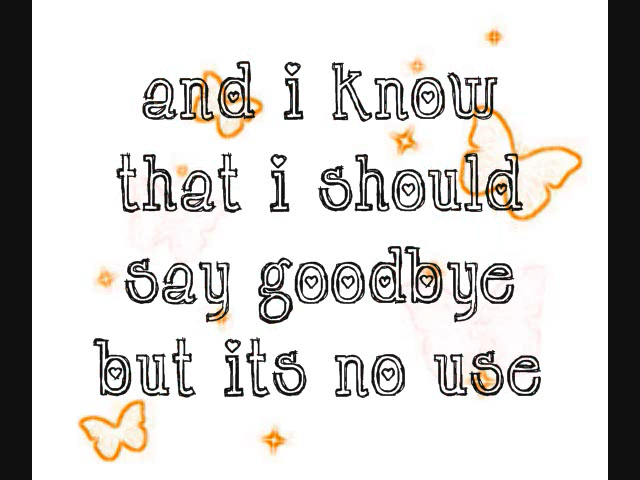 and i know
that i should
say goodbye
but its no use